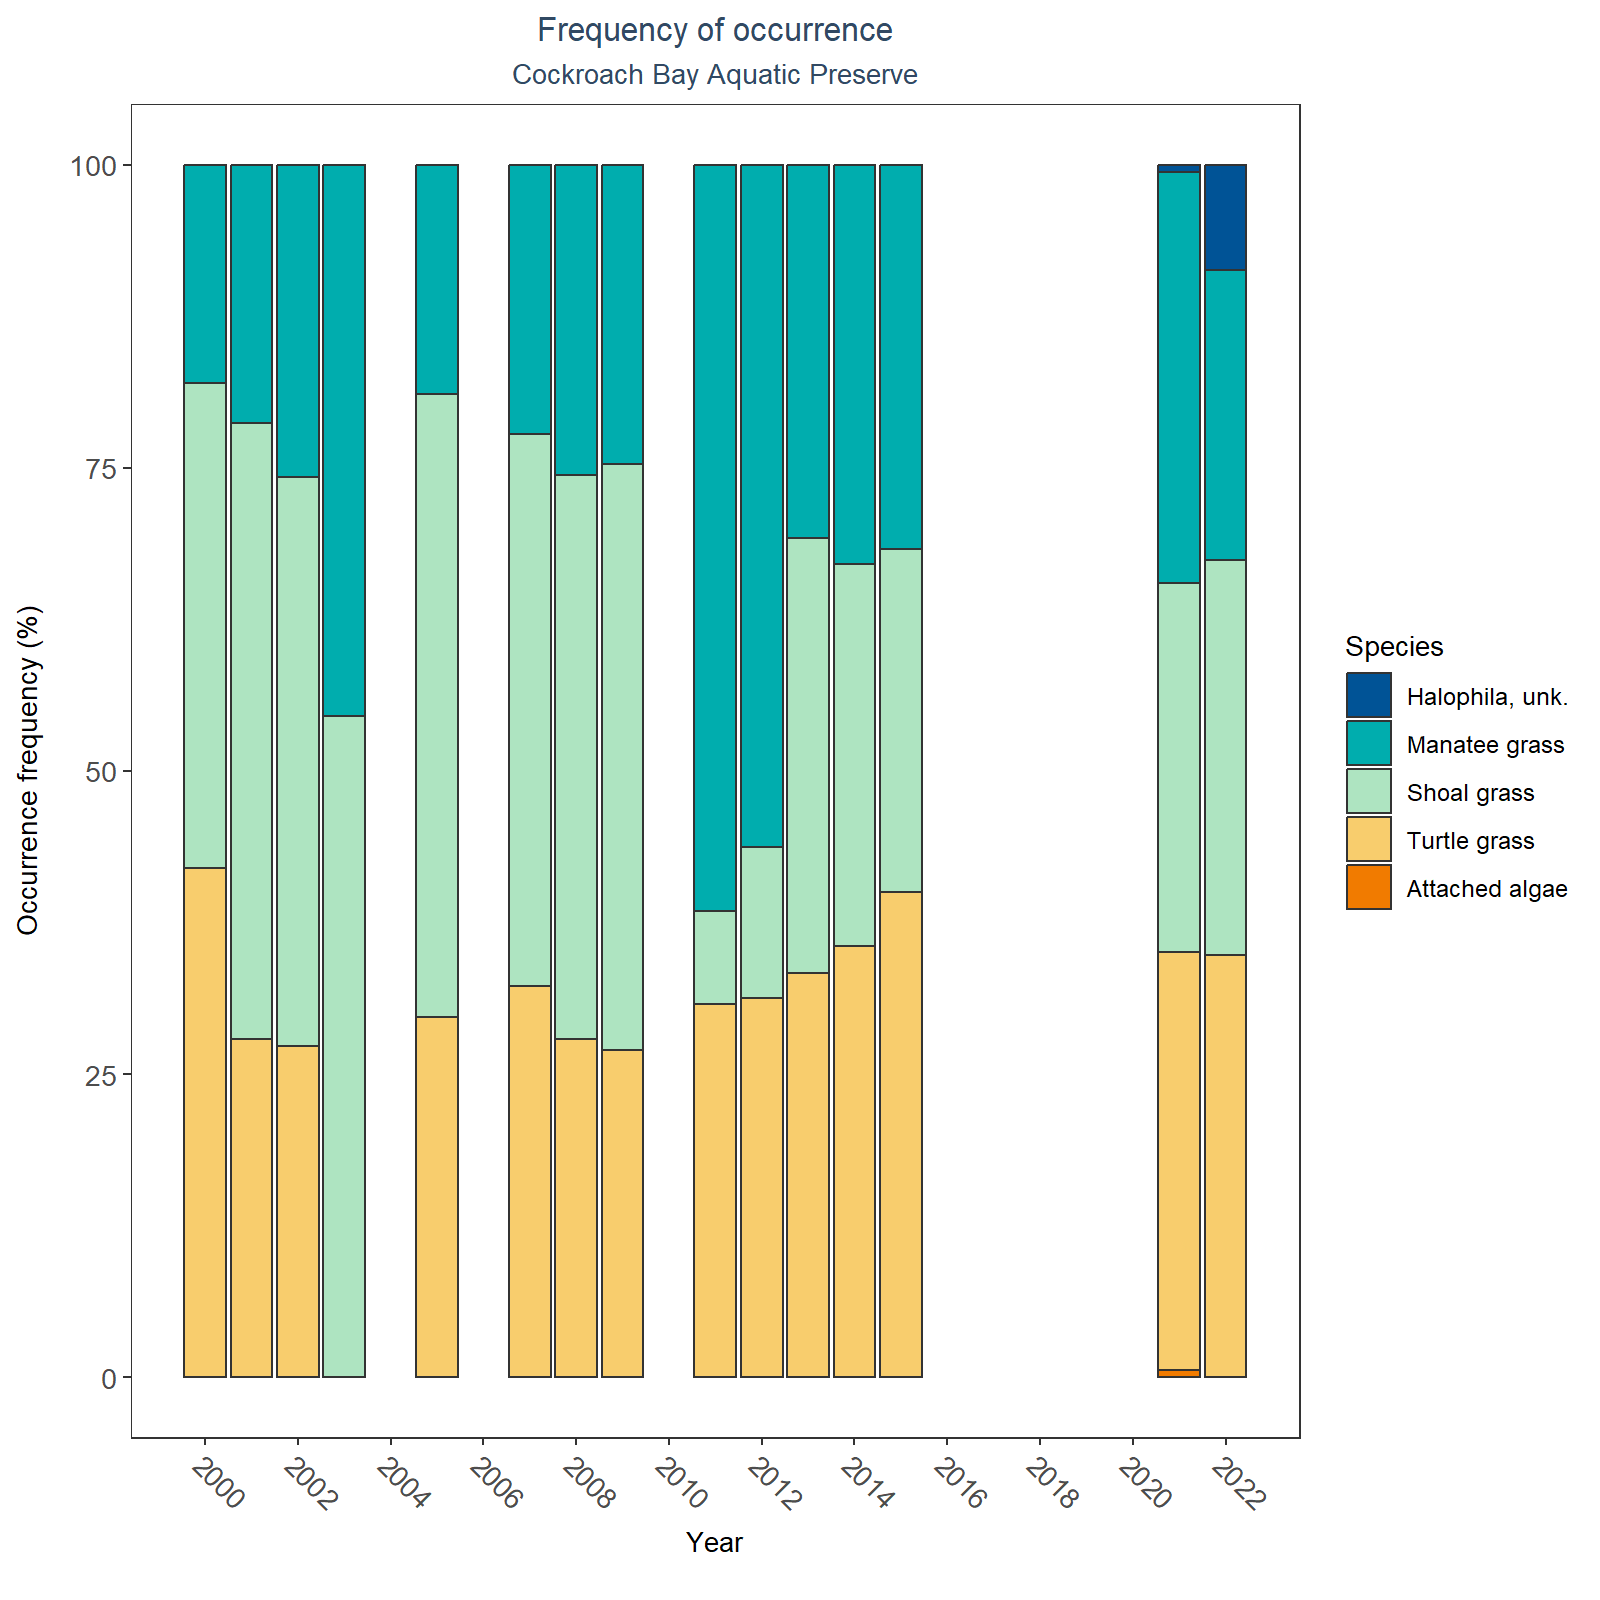 Frequency of occurrence
Cockroach Bay Aquatic Preserve
Occurrence frequency (%)
100
75
50
25
0
2000
2002
2004
2006
2008
2010
2012
2014
2016
2018
2020
2022
Year
Species
Halophila, unk.
Manatee grass
Shoal grass
Turtle grass
Attached algae